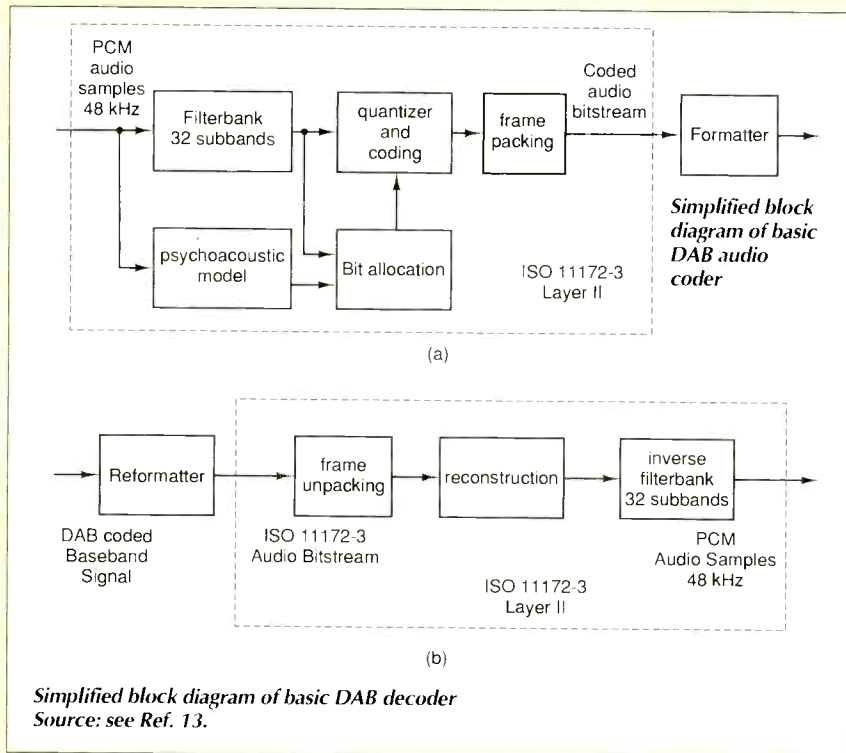 PCM
audio
samples
48 kHz
Filterbank
32 subbands
quantizer
and
coding
frame
packing
Coded
audio
bitstream
Formatter
psychoacoustic
model
Bit allocation
ISO 11172-3
Layer II
Simplified block
diagram of basic
DAB audio
coder
(a)
Reformatter
frame
unpacking
reconstruction
inverse
filterbank
32 subbands
DAB coded
Baseband
Signal
ISO 11172-3
Audio Bitstream
PCM
Audio Samples
48 kHz
ISO 11172-3
Layer II
(b)
Simplified block diagram of basic DAB decoder
Source: see Ref. 13.